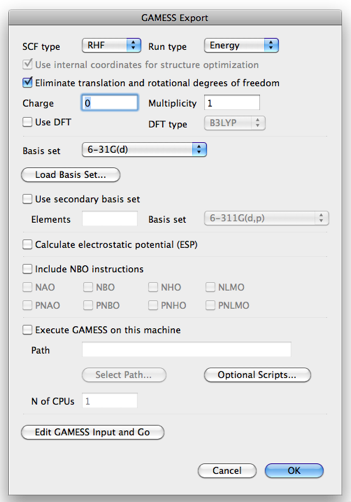 GAMESS Export
SCF type RHF Run type Energy
Use internal coordinates for structure optimization
Eliminate translation and rotational degrees of freedom
Charge 0 Multiplicity 1
Use DFT DFT type B3LYP
Basis set 6-31G(d)
Load Basis Set...
Use secondary basis set
Elements Basis set 6-311G(d,p)
Calculate electrostatic potential (ESP)
Include NBO instructions
NAO NBO NHO NLMO
PNAO PNBO PNHO PNLMO
Execute GAMESS on this machine
Path
Select Path... Optional Scripts...
N of CPUs 1
Edit GAMESS Input and Go
Cancel OK